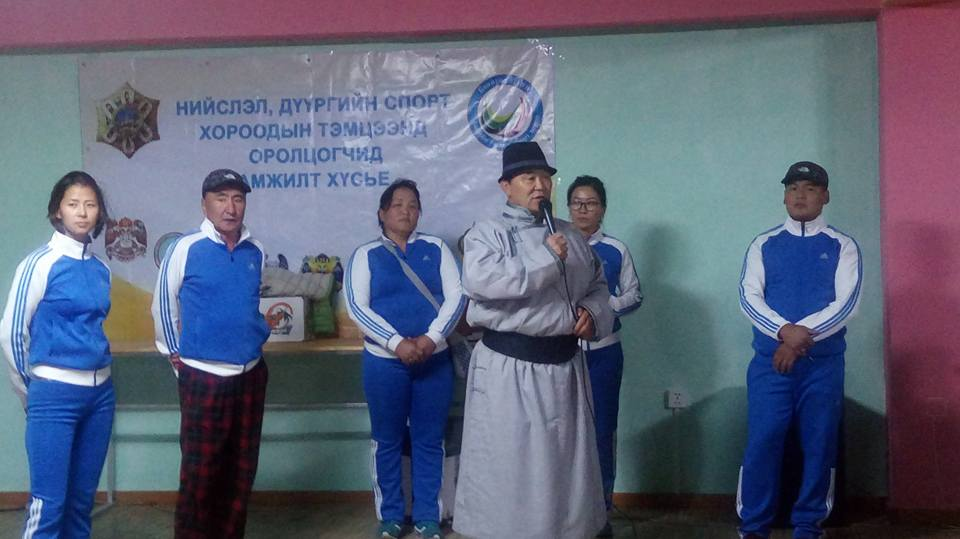 НИЙСЛЭЛ, ДҮҮРГИЙН СПОРТ
ХОРООДЫН ТЭМЦЭЭНД
ОРОЛЦОГЧИД
АМЖИЛТ ХҮСЬЕ